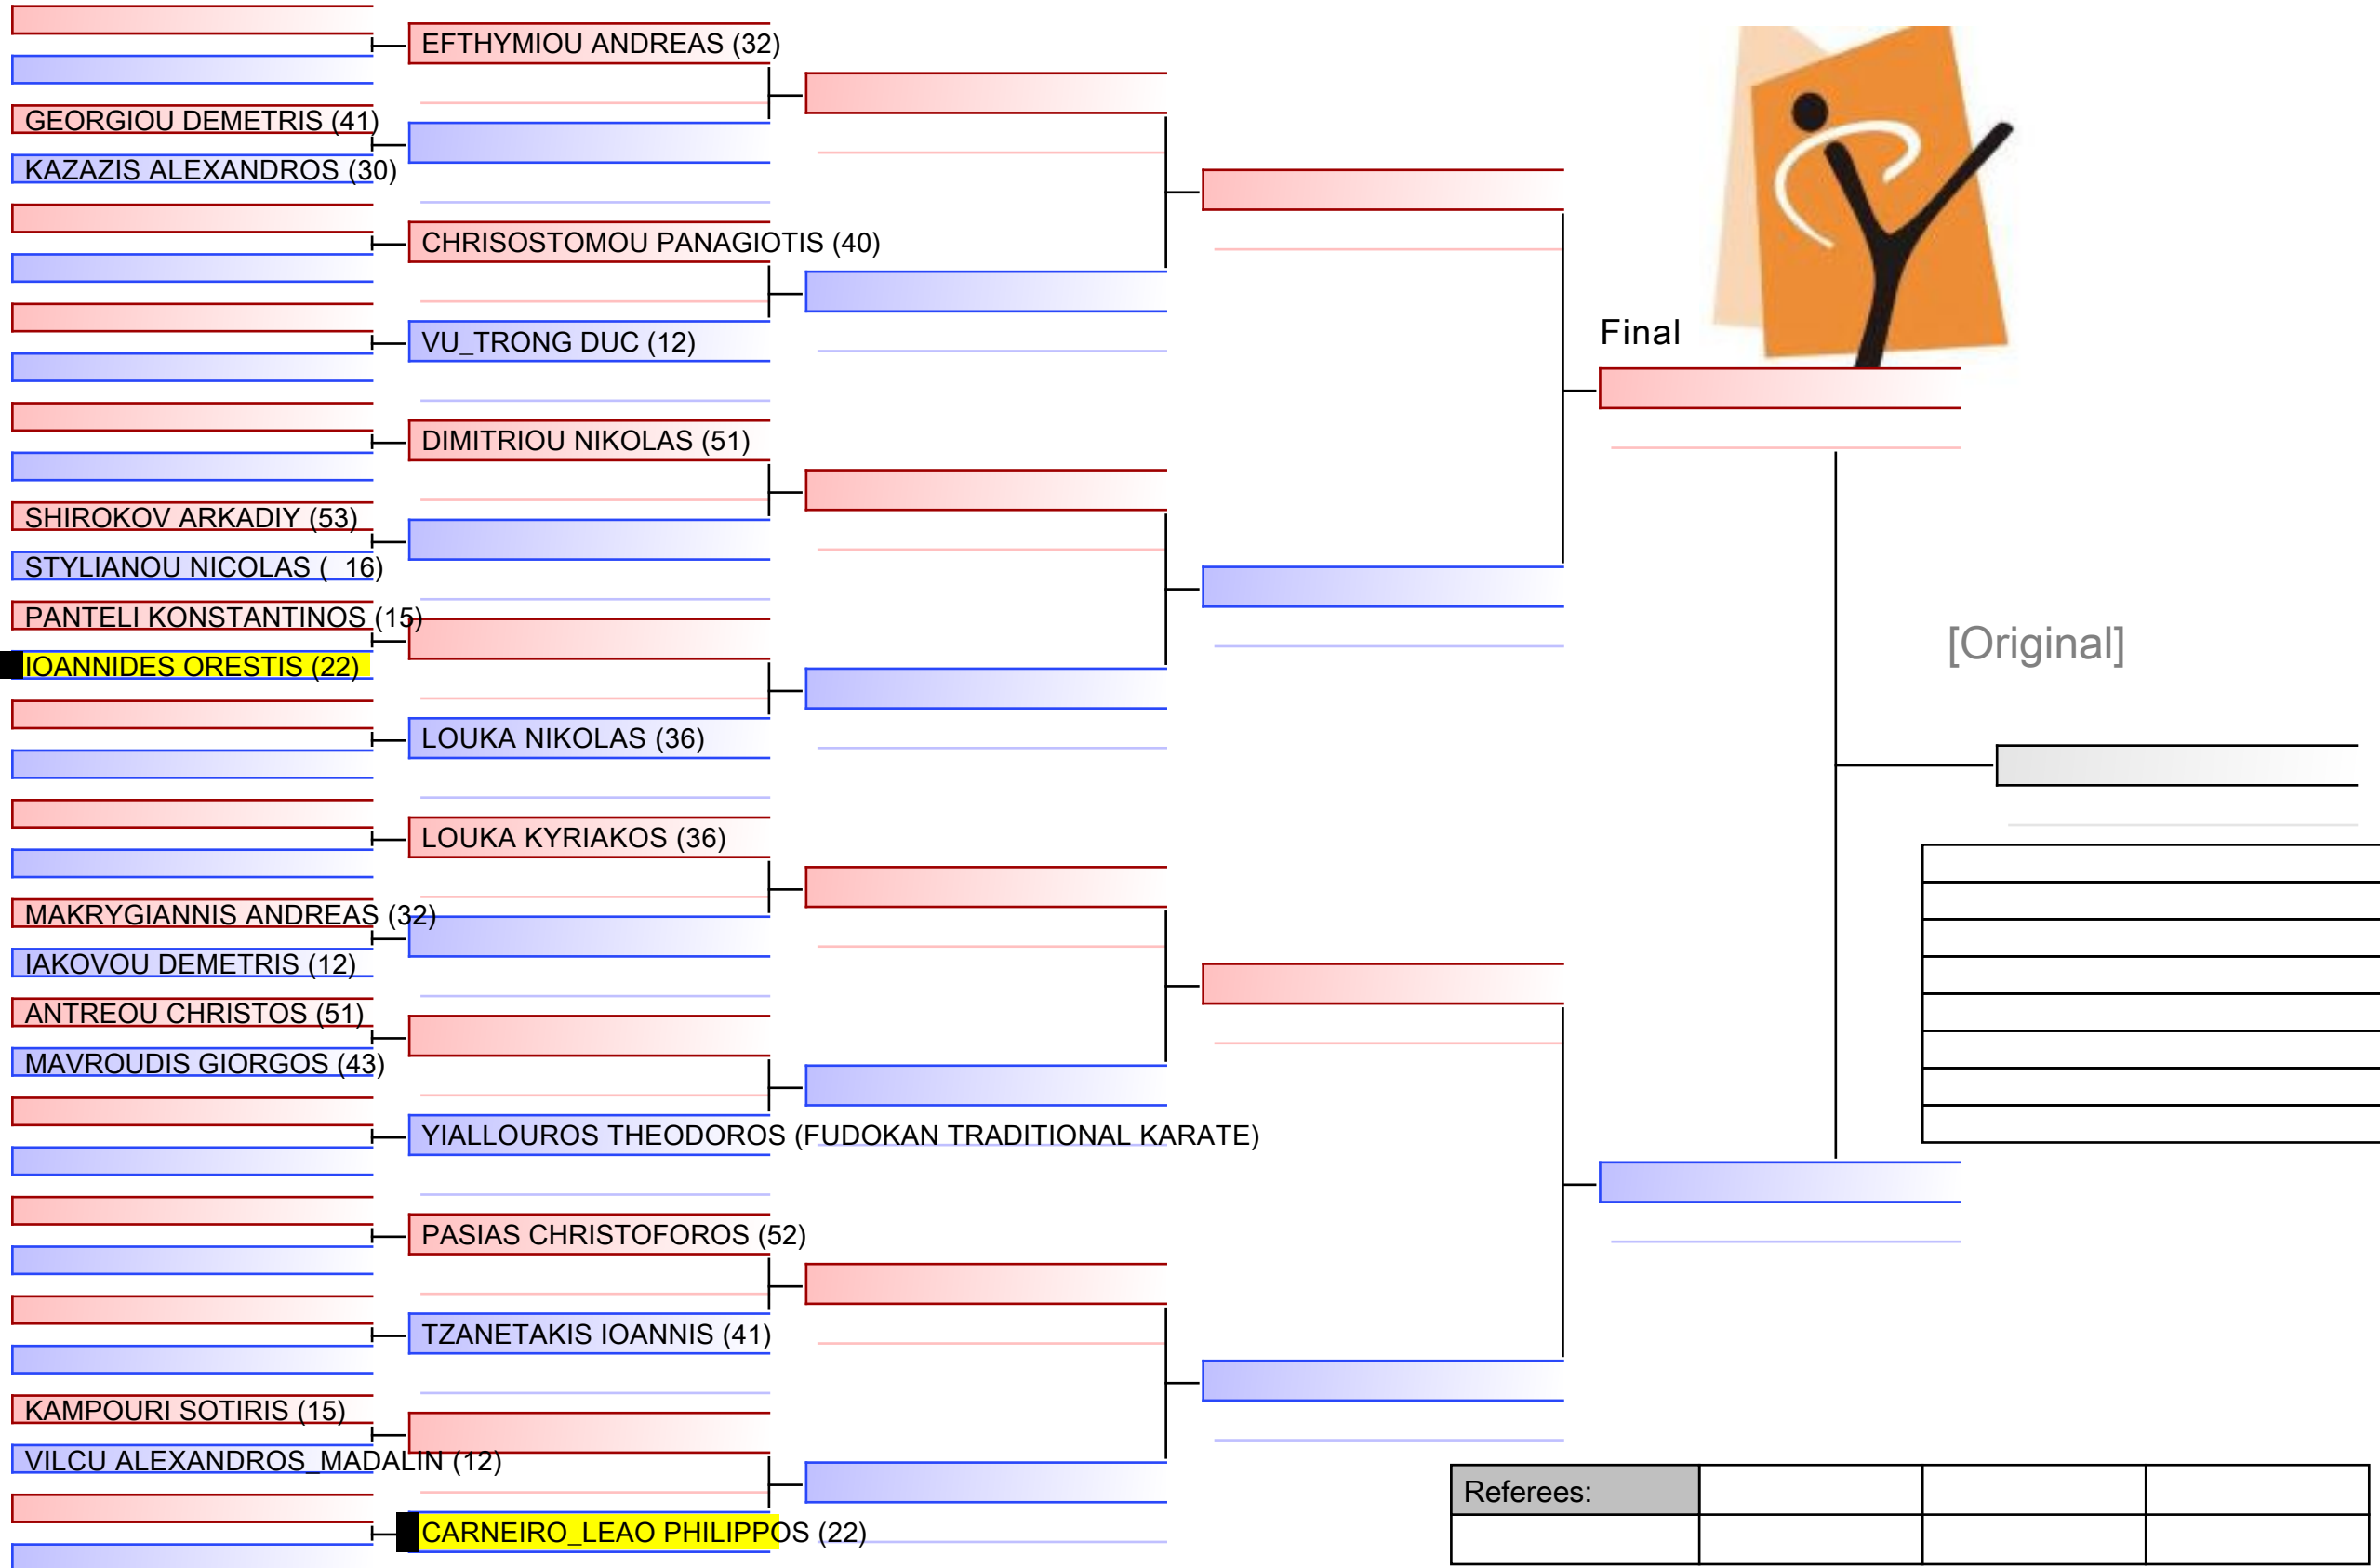 EFTHYMIOU ANDREAS (32)
GEORGIOU DEMETRIS (41)
KAZAZIS ALEXANDROS (30)
CHRISOSTOMOU PANAGIOTIS (40)
VU_TRONG DUC (12)
Final
DIMITRIOU NIKOLAS (51)
SHIROKOV ARKADIY (53)
STYLIANOU NICOLAS ( 16)
PANTELI KONSTANTINOS (15)
[Original]
IOANNIDES ORESTIS (22)
LOUKA NIKOLAS (36)
LOUKA KYRIAKOS (36)
MAKRYGIANNIS ANDREAS (32)
IAKOVOU DEMETRIS (12)
ANTREOU CHRISTOS (51)
MAVROUDIS GIORGOS (43)
YIALLOUROS THEODOROS (FUDOKAN TRADITIONAL KARATE)
PASIAS CHRISTOFOROS (52)
TZANETAKIS IOANNIS (41)
KAMPOURI SOTIRIS (15)
VILCU ALEXANDROS_MADALIN (12)
Referees:
CARNEIRO_LEAO PHILIPPOS (22)